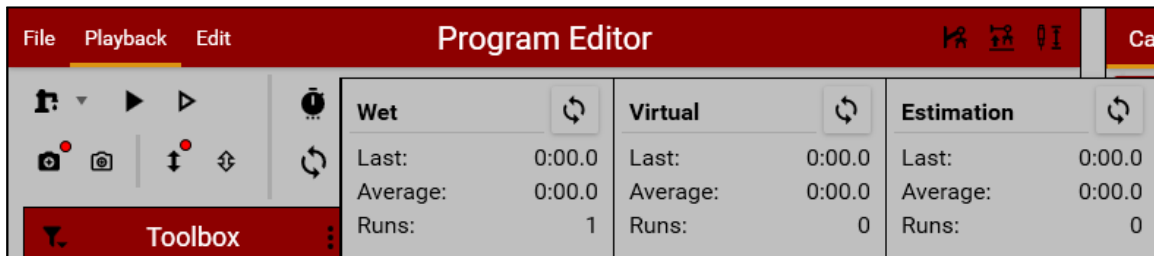 File Playback Edit Program Editor Ca
Wet Virtual Estimation
Last: 0:00.0 Last: 0:00.0 Last: 0:00.0
Average: 0:00.0 Average: 0:00.0 Average: 0:00.0
Runs: 1 Runs: 0 Runs: 0
Toolbox